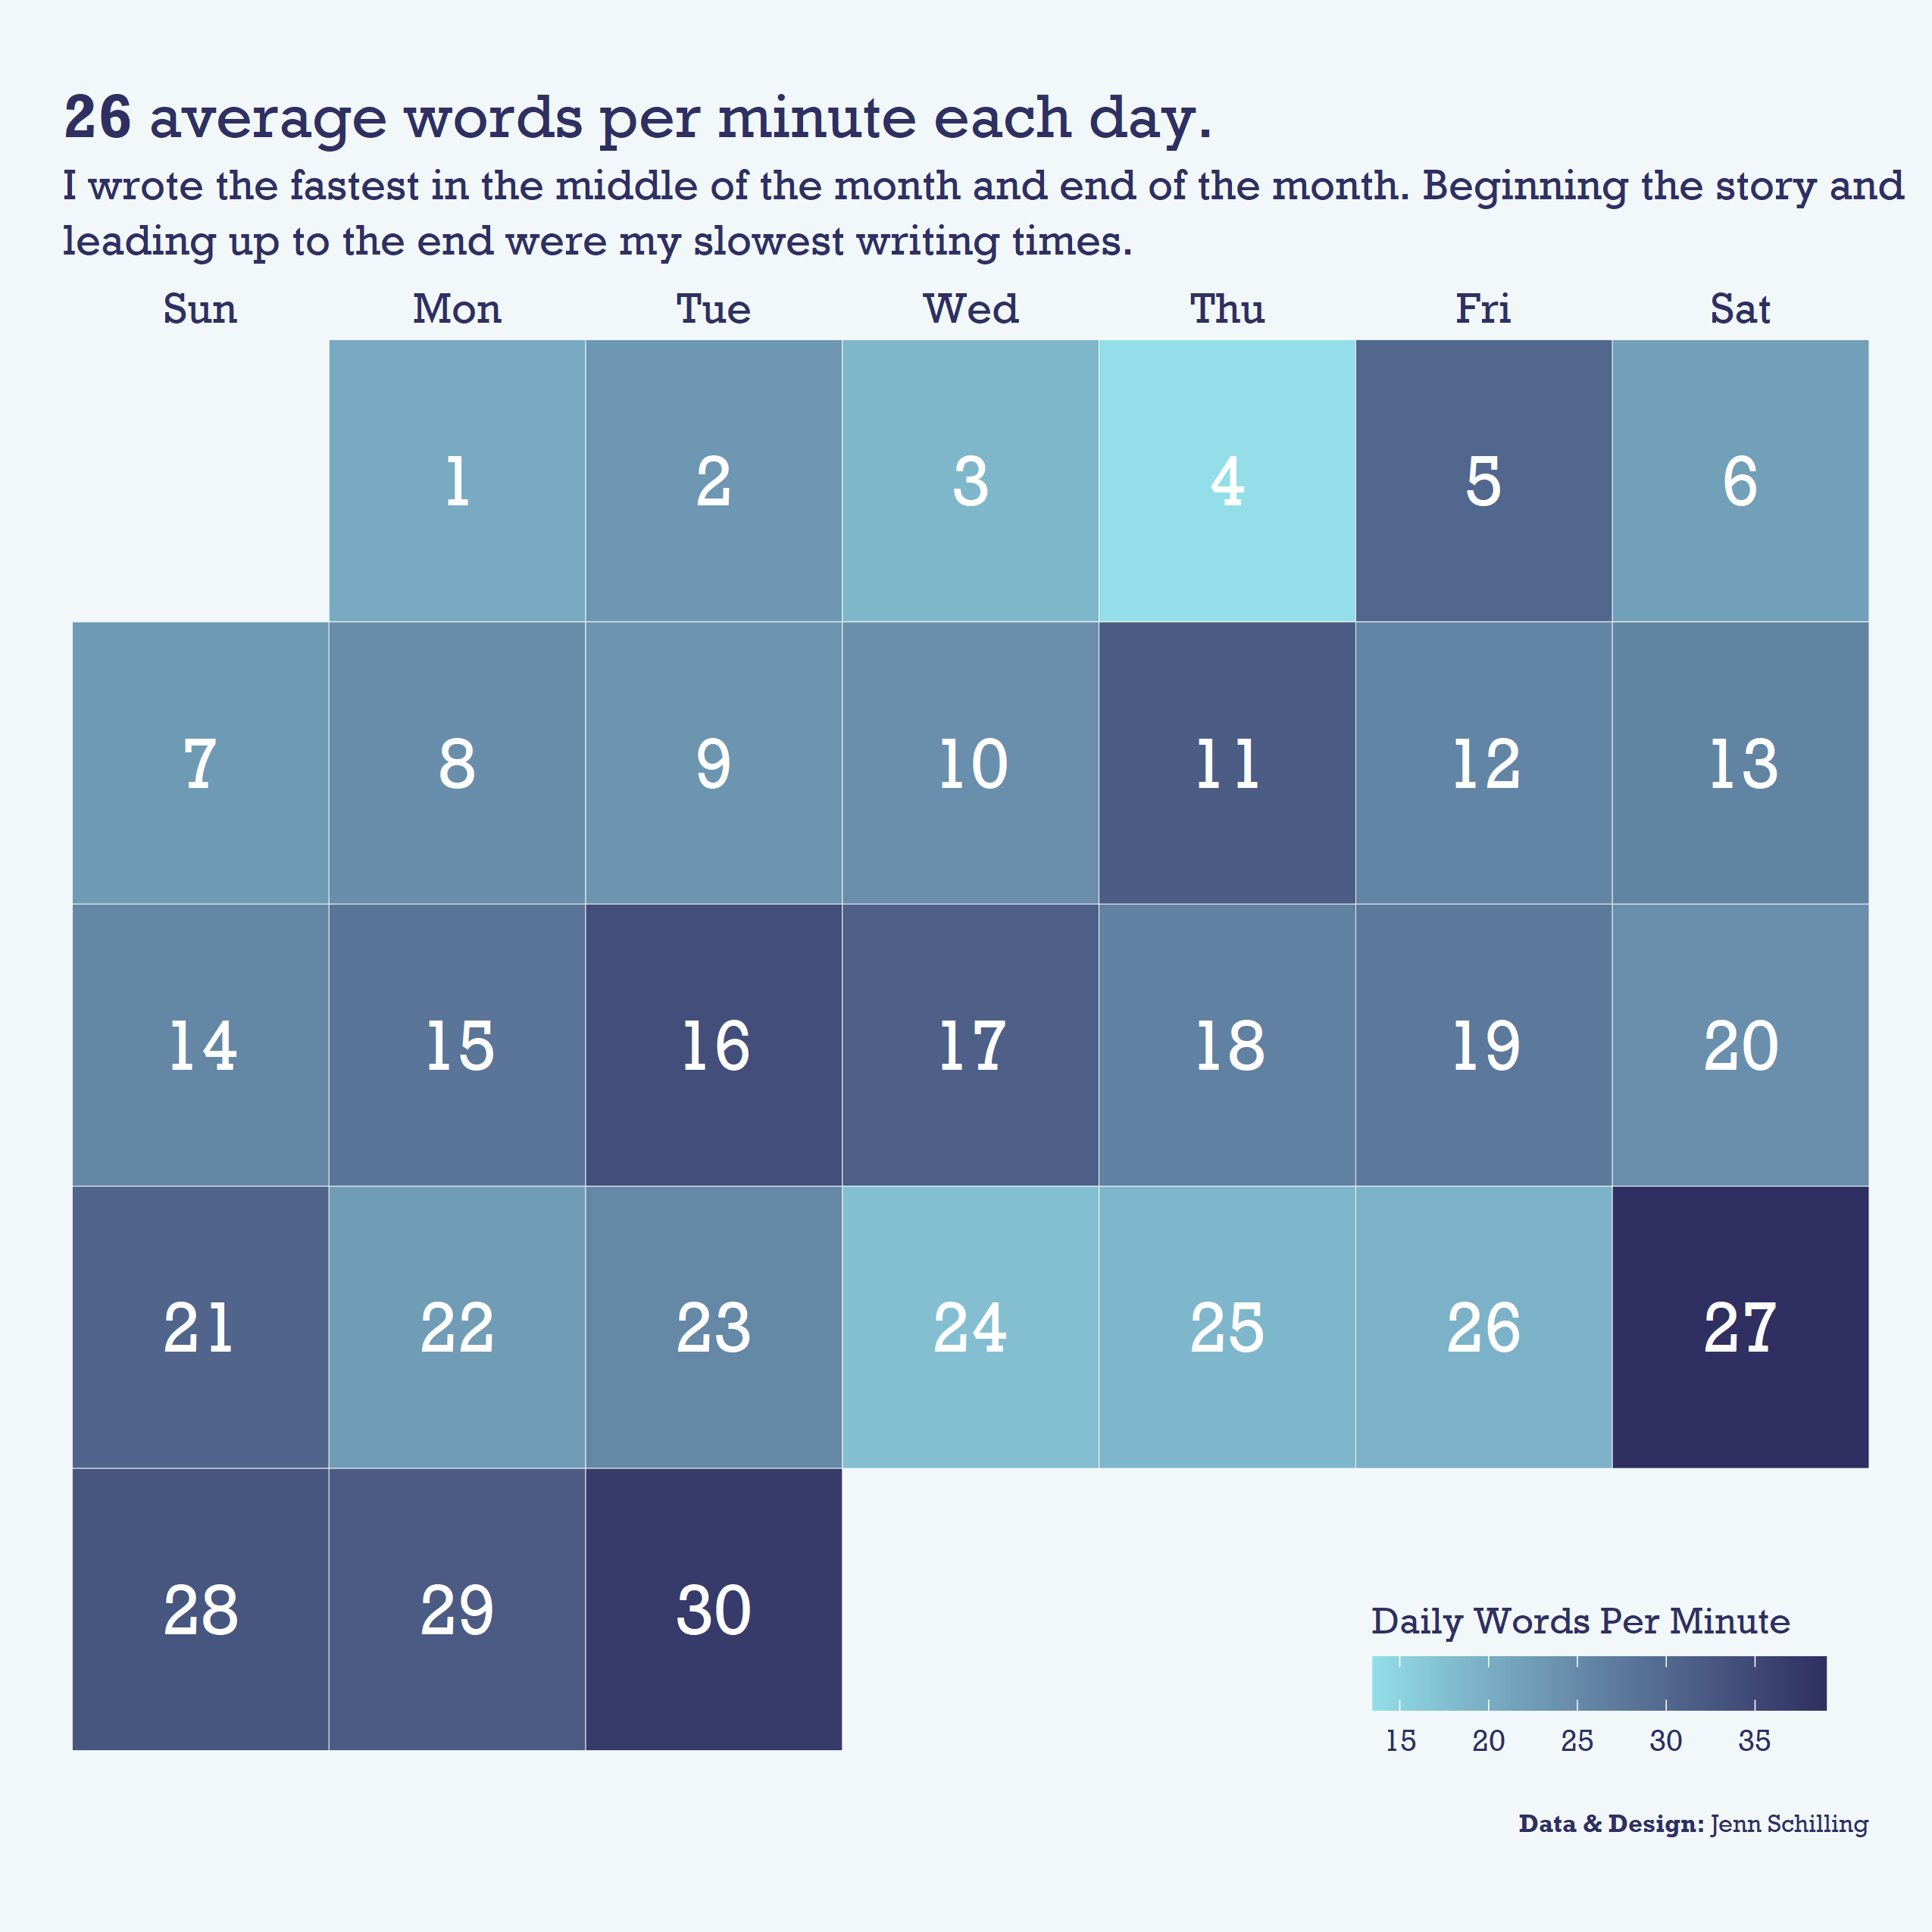 26 average words per minute each day.
I wrote the fastest in the middle of the month and end of the month. Beginning the story and
leading up to the end were my slowest writing times.
Sun Mon Tue Wed Thu Fri Sat
1 2 3 4 5 6
7 8 9 10 11 12 13
14 15 16 17 18 19 20
21 22 23 24 25 26 27
28 29 30
Daily Words Per Minute
15 20 25 30 35
Data & Design: Jenn Schilling